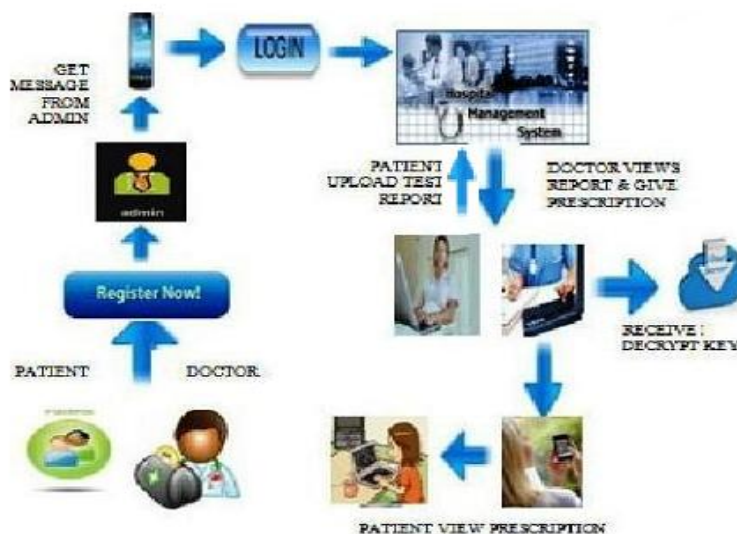 LOGIN
GET
MESSAGE
FROM
ADMIN
Hospital
Management
System
PATIENT
UPLOAD TEST
REPORT
DOCTOR VIEWS
REPORT & GIVE
PRESCRIPTION
admin
Register Now!
RECEIVE
DECRYPT KEY
PATIENT
DOCTOR
PATIENT VIEW PRESCRIPTION